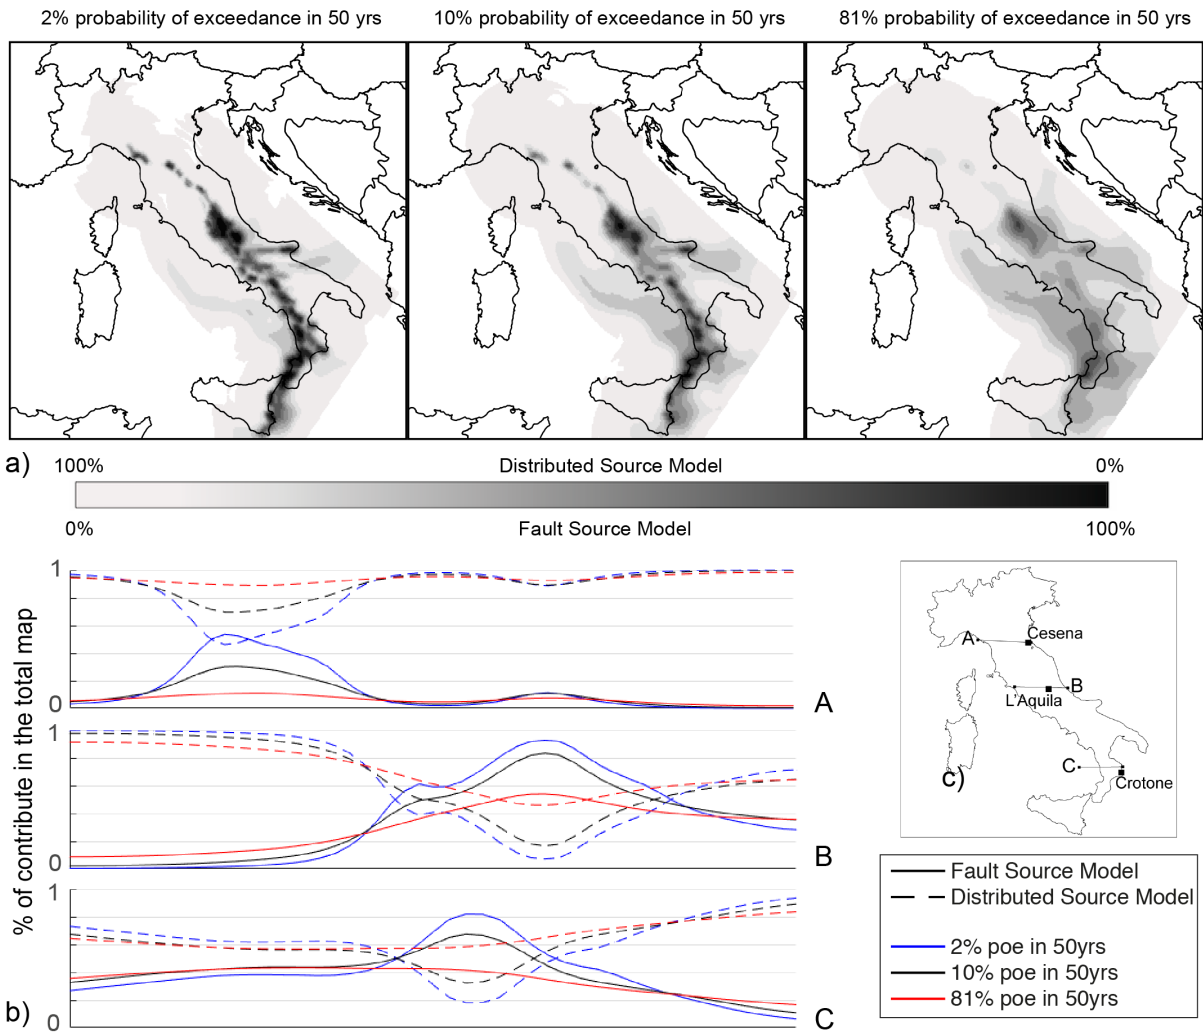 2% probability of exceedance in 50 yrs
10% probability of exceedance in 50 yrs
81% probability of exceedance in 50 yrs
a)
100%
Distributed Source Model
0%
0%
Fault Source Model
100%
% of contribute in the total map
1
0
A
1
0
B
1
0
C
b)
A
Cesena
B
L'Aquila
C
c)
Crotone
Fault Source Model
Distributed Source Model
2% poe in 50yrs
10% poe in 50yrs
81% poe in 50yrs